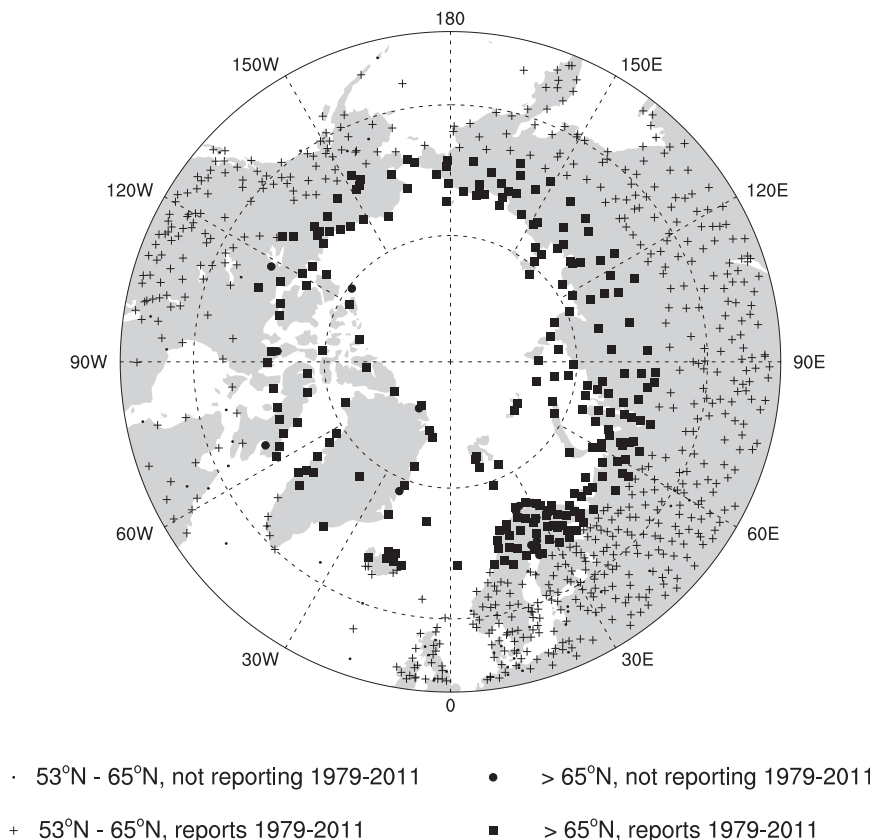 180
150W
150E
120W
120E
90W
90E
60W
60E
30W
30E
0
53°N - 65°N, not reporting 1979-2011
> 65°N, not reporting 1979-2011
53°N - 65°N, reports 1979-2011
> 65°N, reports 1979-2011